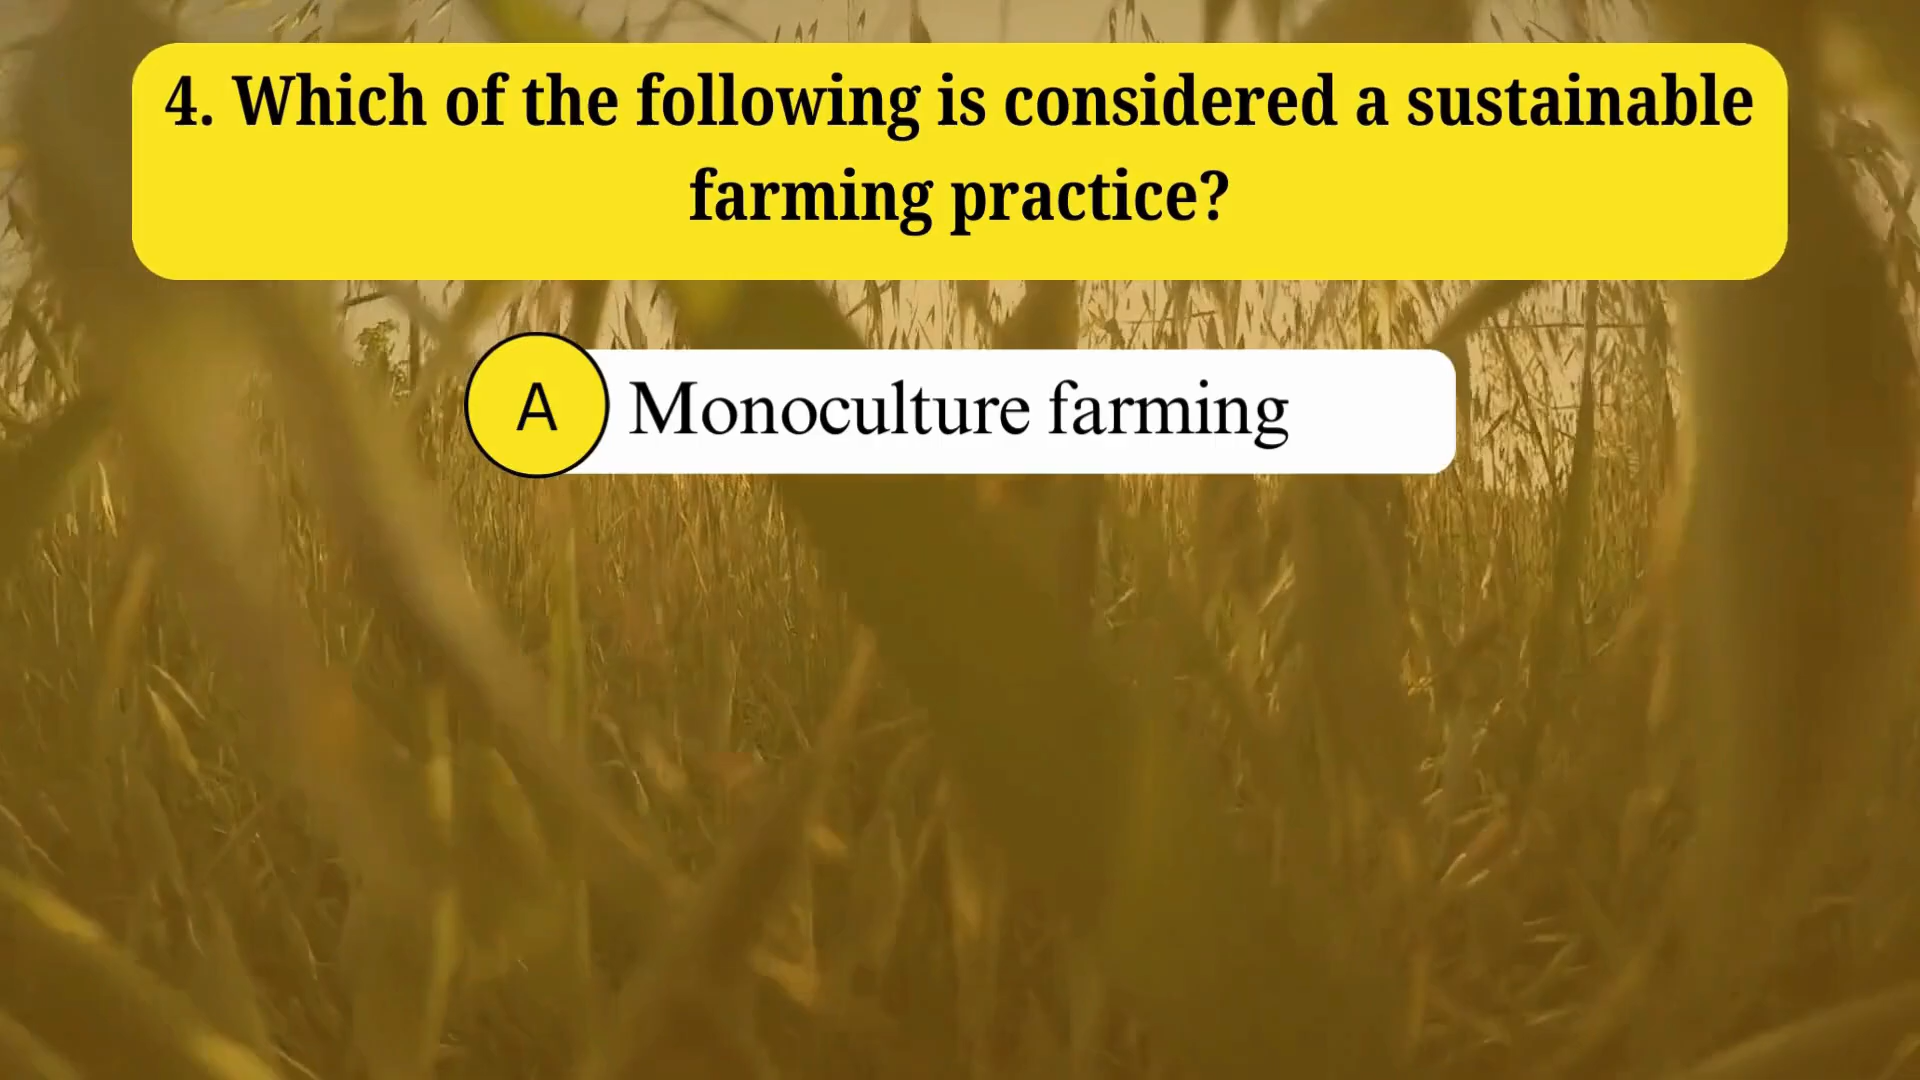 4. Which of the following is considered a sustainable
farming practice?
A Monoculture farming